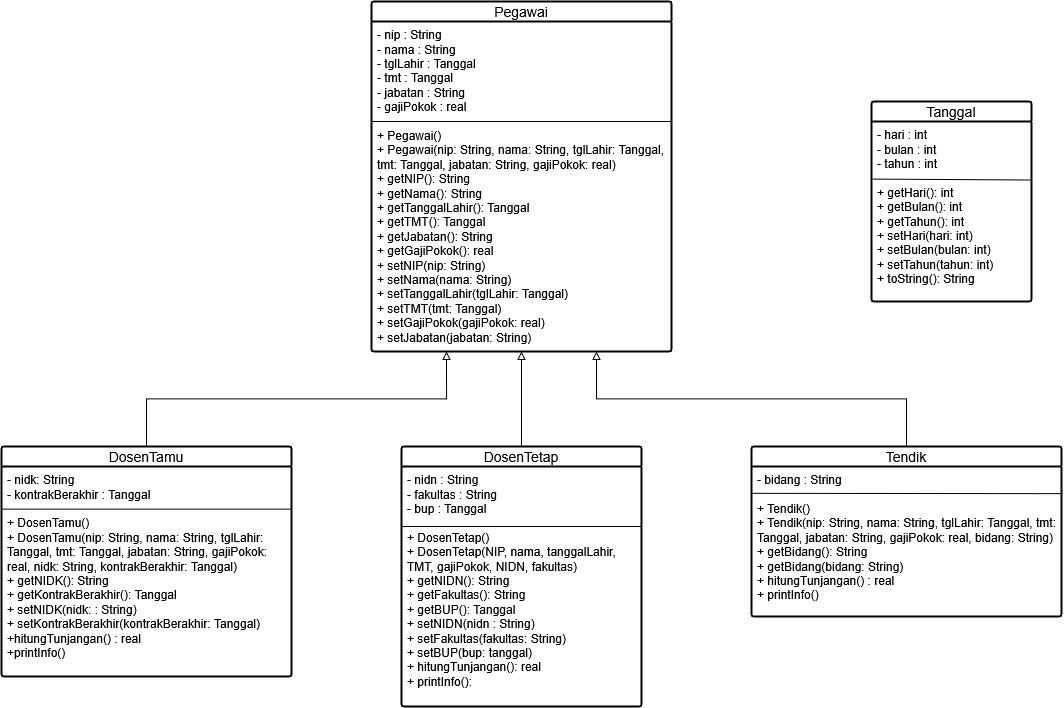 Pegawai
- nip : String
- nama : String
- tglLahir : Tanggal
- tmt : Tanggal
- jabatan : String
- gajiPokok : real
+ Pegawai()
+ Pegawai(nip: String, nama: String, tglLahir: Tanggal,
tmt: Tanggal, jabatan: String, gajiPokok: real)
+ getNIP(): String
+ getNama(): String
+ getTanggalLahir(): Tanggal
+ getTMT(): Tanggal
+ getJabatan(): String
+ getGajiPokok(): real
+ setNIP(nip: String)
+ setNama(nama: String)
+ setTanggalLahir(tglLahir: Tanggal)
+ setTMT(tmt: Tanggal)
+ setGajiPokok(gajiPokok: real)
+ setJabatan(jabatan: String)
Tanggal
- hari : int
- bulan : int
- tahun : int
+ getHari(): int
+ getBulan(): int
+ getTahun(): int
+ setHari(hari: int)
+ setBulan(bulan: int)
+ setTahun(tahun: int)
+ toString(): String
DosenTamu
- nidk: String
- kontrakBerakhir : Tanggal
+ DosenTamu()
+ DosenTamu(nip: String, nama: String, tglLahir:
Tanggal, tmt: Tanggal, jabatan: String, gajiPokok:
real, nidk: String, kontrakBerakhir: Tanggal)
+ getNIDK(): String
+ getKontrakBerakhir(): Tanggal
+ setNIDK(nidk: : String)
+ setKontrakBerakhir(kontrakBerakhir: Tanggal)
+hitungTunjangan() : real
+printInfo()
DosenTetap
- nidn : String
- fakultas : String
- bup : Tanggal
+ DosenTetap()
+ DosenTetap(NIP, nama, tanggalLahir,
TMT, gajiPokok, NIDN, fakultas)
+ getNIDN(): String
+ getFakultas(): String
+ getBUP(): Tanggal
+ setNIDN(nidn : String)
+ setFakultas(fakultas: String)
+ setBUP(bup: tanggal)
+ hitungTunjangan(): real
+ printInfo():
Tendik
- bidang : String
+ Tendik()
+ Tendik(nip: String, nama: String, tglLahir: Tanggal, tmt:
Tanggal, jabatan: String, gajiPokok: real, bidang: String)
+ getBidang(): String
+ getBidang(bidang: String)
+ hitungTunjangan() : real
+ printInfo()